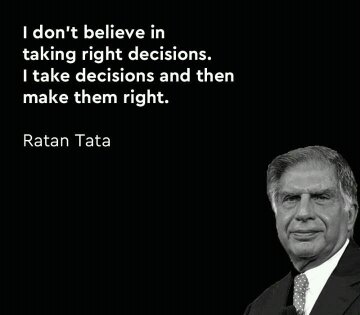 I don't believe in
taking right decisions.
I take decisions and then
make them right.
Ratan Tata